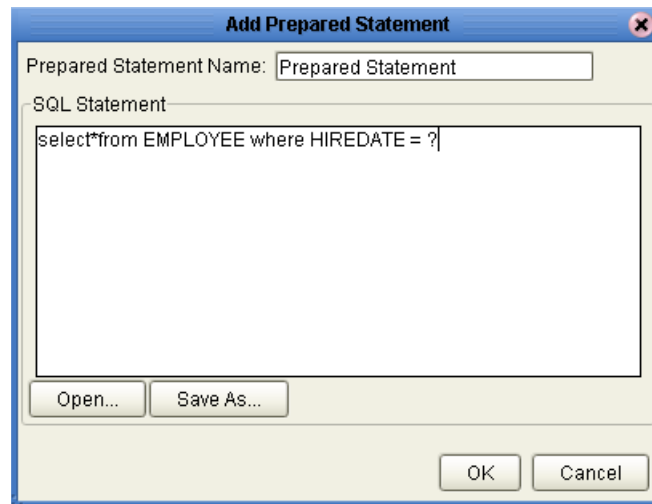 Add Prepared Statement
Prepared Statement Name: Prepared Statement
SQL Statement
select*from EMPLOYEE where HIREDATE = ?
Open... Save As...
OK Cancel